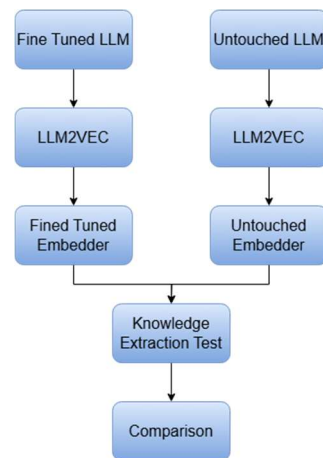 Fine Tuned LLM
Untouched LLM
LLM2VEC
LLM2VEC
Fined Tuned
Embedder
Untouched
Embedder
Knowledge
Extraction Test
Comparison